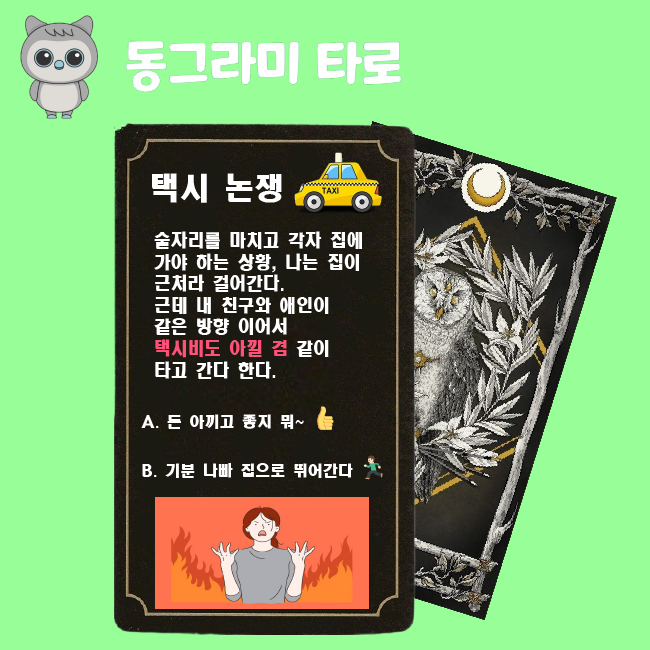 동그라미 타로
택시 논쟁
TAXI
술자리를 마치고 각자 집에
가야 하는 상황, 나는 집이
근처라 걸어간다.
근데 내 친구와 애인이
같은 방향 이어서
택시비도 아낄 겸 같이
타고 간다 한다.
A. 돈 아끼고 좋지 뭐~
B. 기분 나빠 집으로 뛰어간다